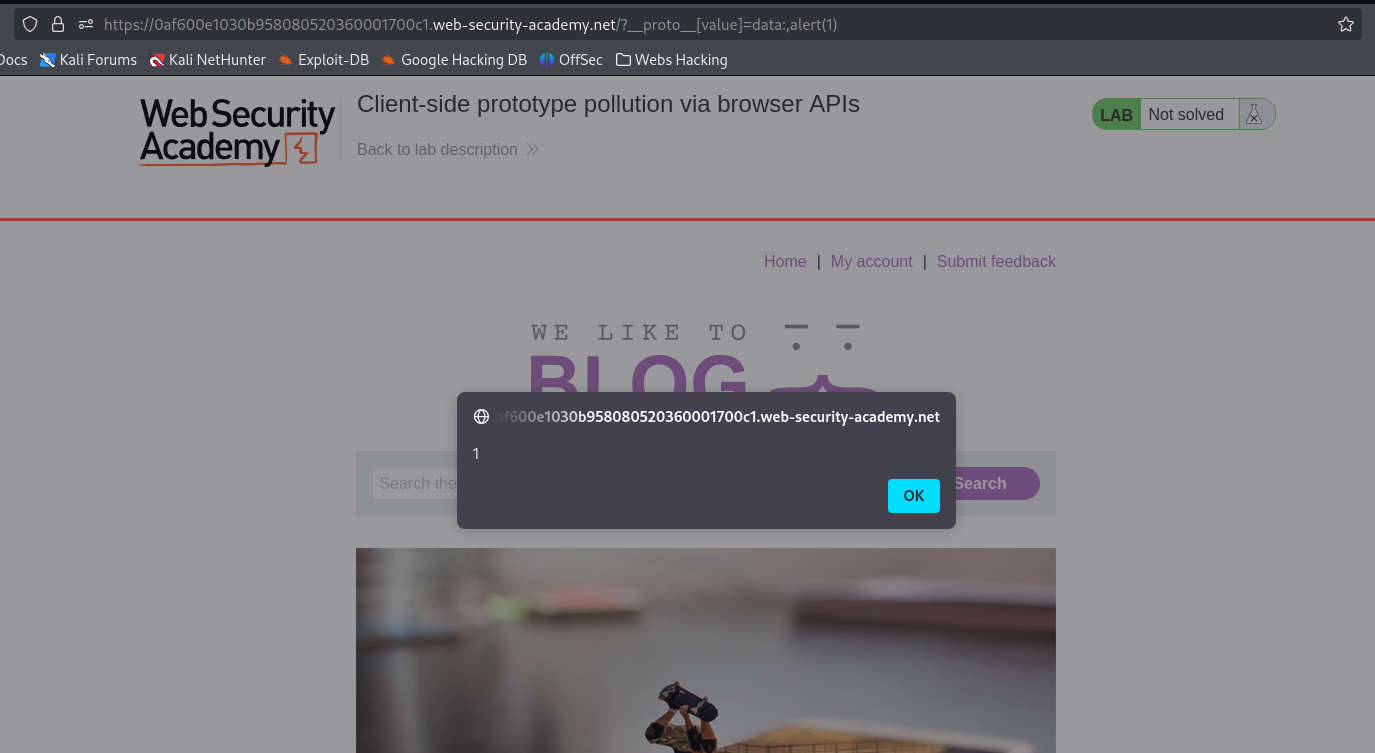 https://0af600e1030b958080520360001700c1.web-security-academy.net/?__proto__[value]=data:,alert(1)
Docs Kali Forums Kali NetHunter Exploit-DB Google Hacking DB OffSec Webs Hacking
Web Security
Academy
Client-side prototype pollution via browser APIs
LAB Not solved
Back to lab description
Home | My account | Submit feedback
WE LIKE TO
BLOG
af600e1030b958080520360001700c1.web-security-academy.net
1
OK
Search the
Search